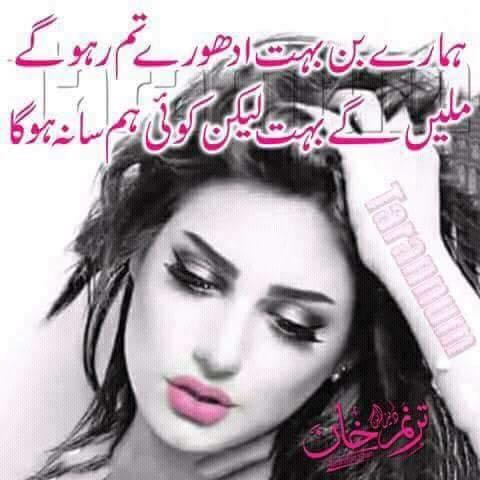 ہمارے بن بہت ادھورے تم رہو گے
ملیں گے بہت لیکن کوئی ہم سا نہ ہوگا
Tarannum
ترنم خان